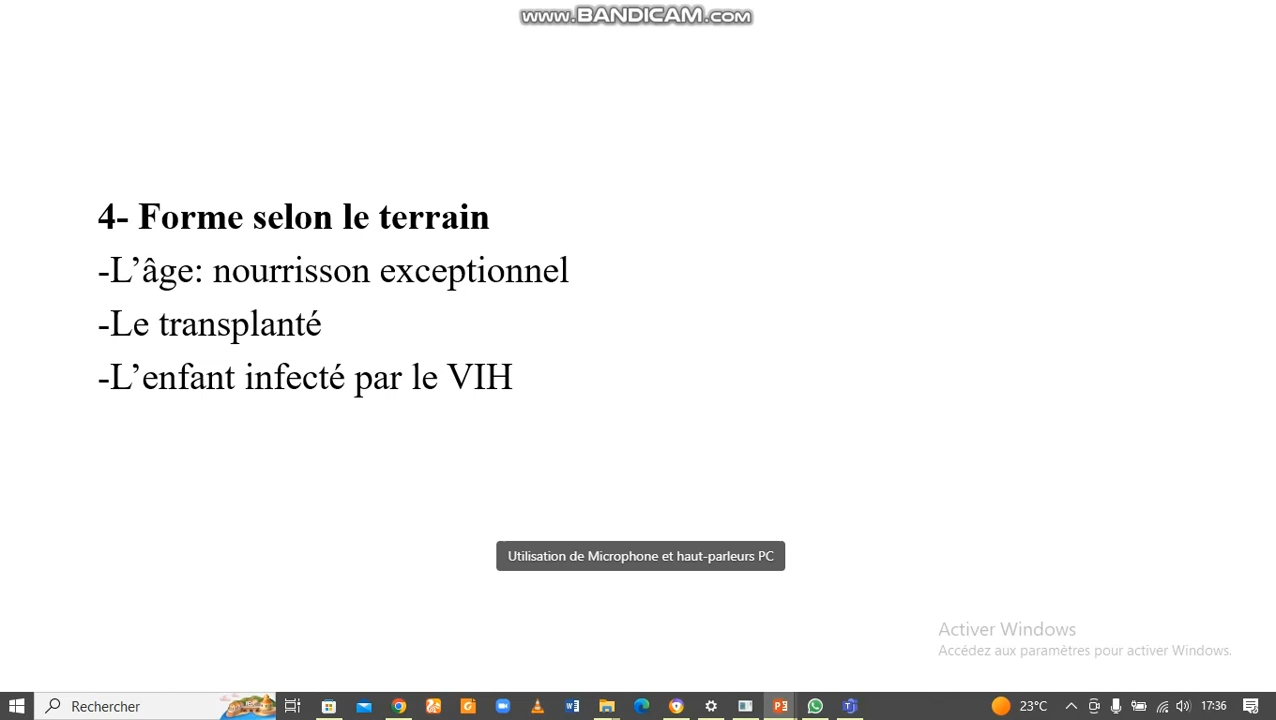 www.BANDICAM.com
4- Forme selon le terrain
-L’âge: nourrisson exceptionnel
-Le transplanté
-L’enfant infecté par le VIH
Utilisation de Microphone et haut-parleurs PC
Activer Windows
Accédez aux paramètres pour activer Windows.
Rechercher
23°C
17:36